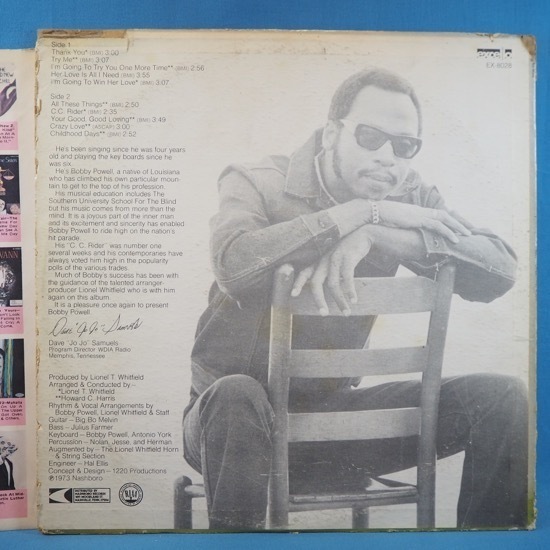 EX-8028
Side 1
Thank You* (BMI) 3:00
Try Me** (BMI) 3:07
I'm Going To Try You One More Time** (BMI) 2:56
Her Love Is All I Need (BMI) 3:55
I'm Going To Win Her Love* (BMI) 3:07
Side 2
All These Things** (BMI) 2:50
C.C. Rider* (BMI) 2:35
Your Good, Good Lowing** (BMI) 3:49
Crazy Love** (ASCAP) 3:00
Childhood Days* (BMI) 2:52
He's been singing since he was four years
old and playing the key boards since he
was six.
He's Bobby Powell, a native of Louisiana
who has climbed his own particular moun-
tain to get to the top of his profession.
His musical education includes The
Southern University School For The Blind
but his music comes from more than the
mind. It is a joyous part of the inner man
and its excitement and sincerity has enabled
Bobby Powell to ride high on the nation's
hit parade.
His "C. C. Rider" was number one
several weeks and his contemporaries have
always voted him high in the popularity
polls of the various trades.
Much of Bobby's success has been with
the guidance of the talented arranger-
producer Lionel Whitfield who is with him
again on this album.
It is a pleasure once again to present
Bobby Powell.
Dave "Jo Jo" Samuels
Dave "Jo Jo" Samuels
Program Director WDIA Radio
Memphis, Tennessee
Produced by Lionel T. Whitfield
Arranged & Conducted by –
*Lionel T. Whitfield
**Howard C. Harris
Rhythm & Vocal Arrangements by
Bobby Powell, Lionel Whitfield & Staff
Guitar – Big Bo Melvin
Bass – Julius Farmer
Keyboard – Bobby Powell, Antonio York
Percussion – Nolan, Jesse, and Herman
Augmented by – The Lionel Whitfield Horn
& String Section
Engineer – Hal Ellis
Concept & Design – 1220 Productions
℗ 1973 Nashboro
DISTRIBUTED BY
NASHBORO RECORDS